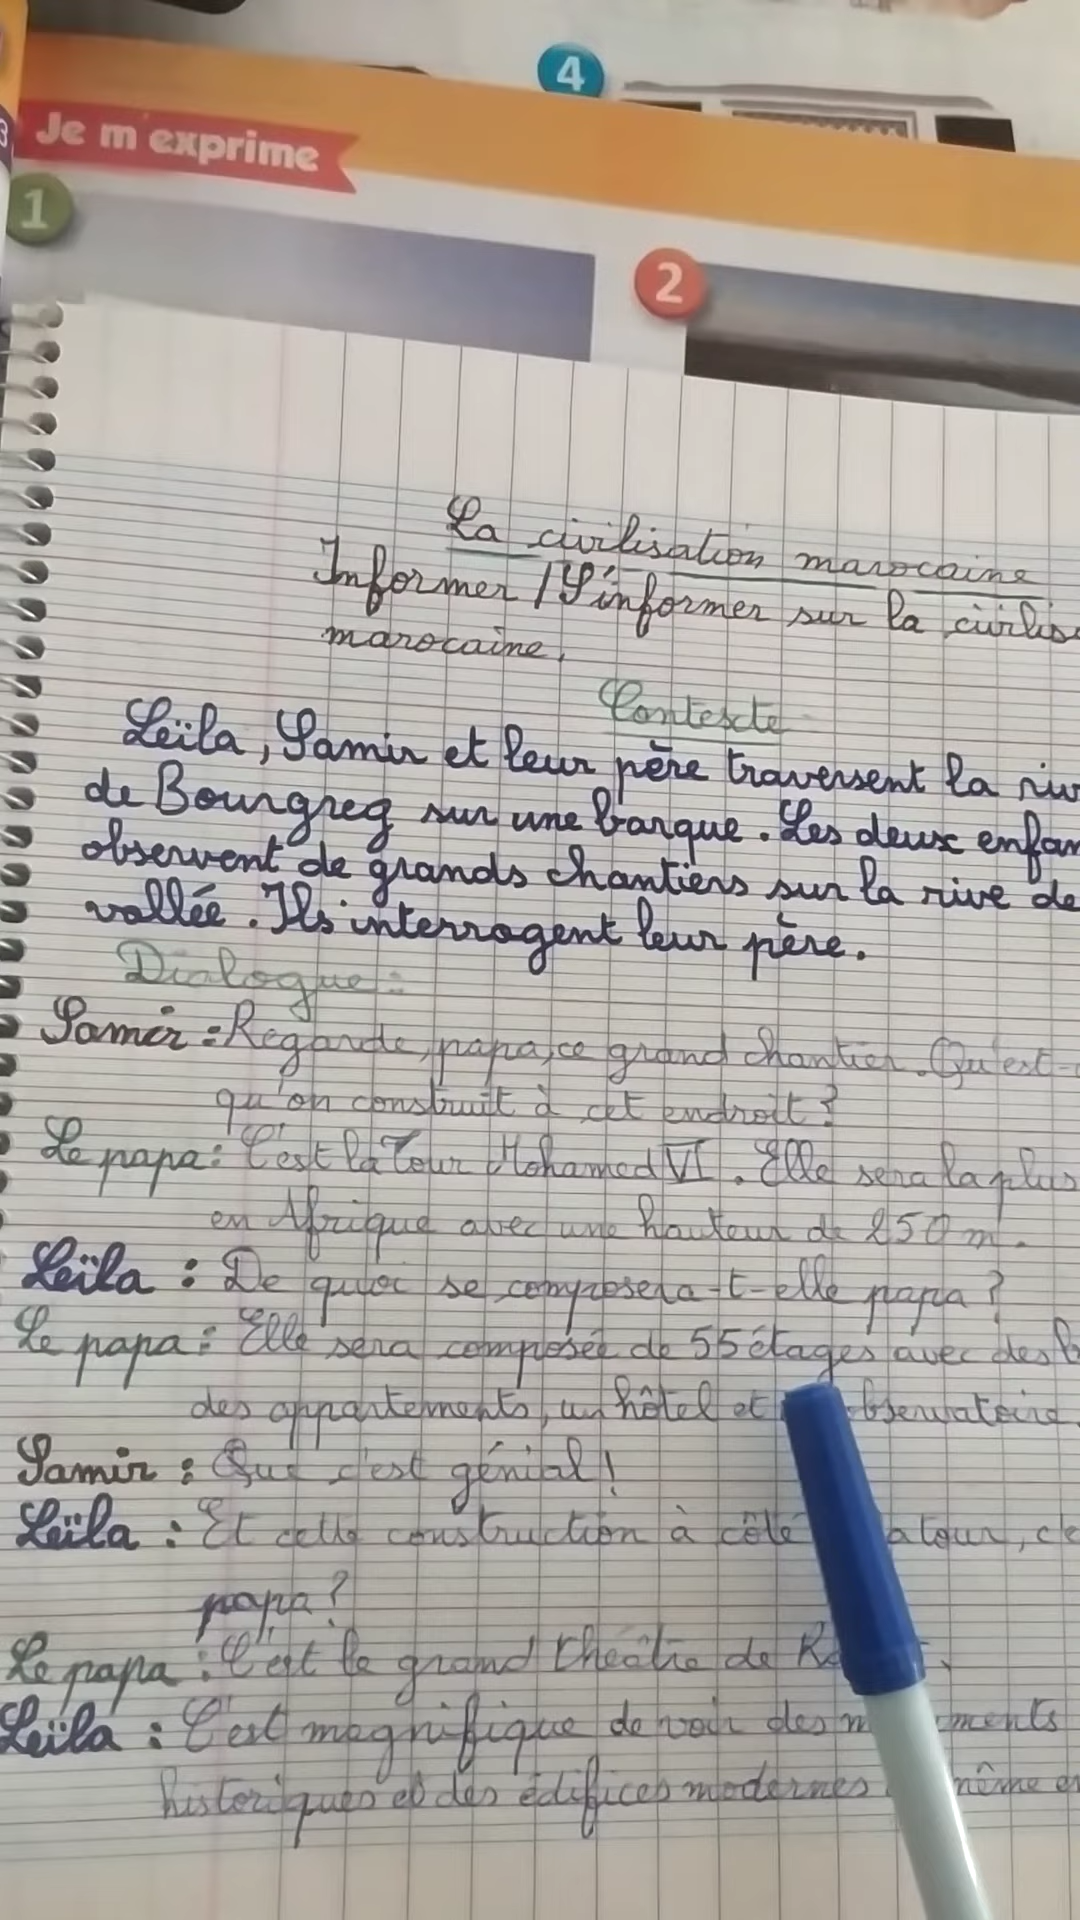 4
Je m'exprime
1
2
La civilisation marocaine
Informer / S'informer sur la civilis
marocaine.
Contexte
Leïla, Samir et leur père traversent la riv
de Bourgreg sur une barque. Les deux enfan
observent de grands chantiers sur la rive de
vallée. Ils interrogent leur père.
Dialogue :
Samir : Regarde, papa, ce grand chantier. Qu'est-
qu'on construit à cet endroit ?
Le papa : C'est la Tour Mohamed VI. Elle sera la plus
en Afrique avec une hauteur de 250 m.
Leïla : De quoi se composera-t-elle papa ?
Le papa : Elle sera composée de 55 étages avec des b
des appartements, un hôtel et observatoire.
Samir : Que c'est génial !
Leïla : Et cette construction à côté la tour, c'e
papa ?
Le papa : C'est le grand théâtre de R
Leïla : C'est magnifique de voir des m ments
historiques et des édifices modernes même e